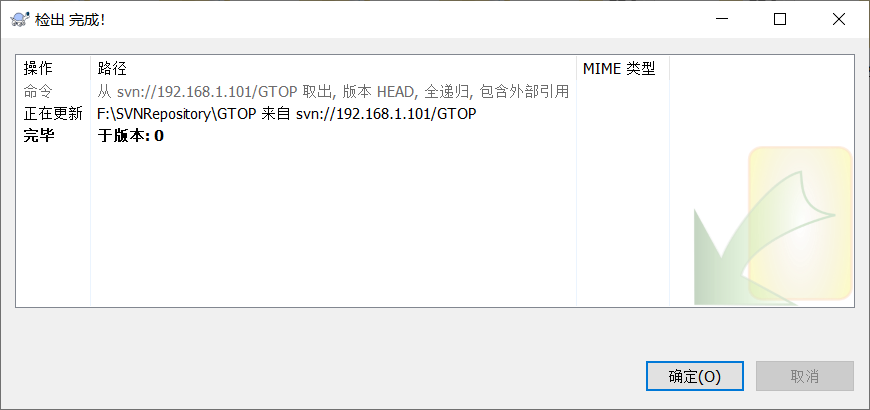 检出 完成!
操作 路径 MIME 类型
命令 从 svn://192.168.1.101/GTOP 取出, 版本 HEAD, 全递归, 包含外部引用
正在更新 F:\SVNRepository\GTOP 来自 svn://192.168.1.101/GTOP
完毕 于版本: 0
确定(O) 取消